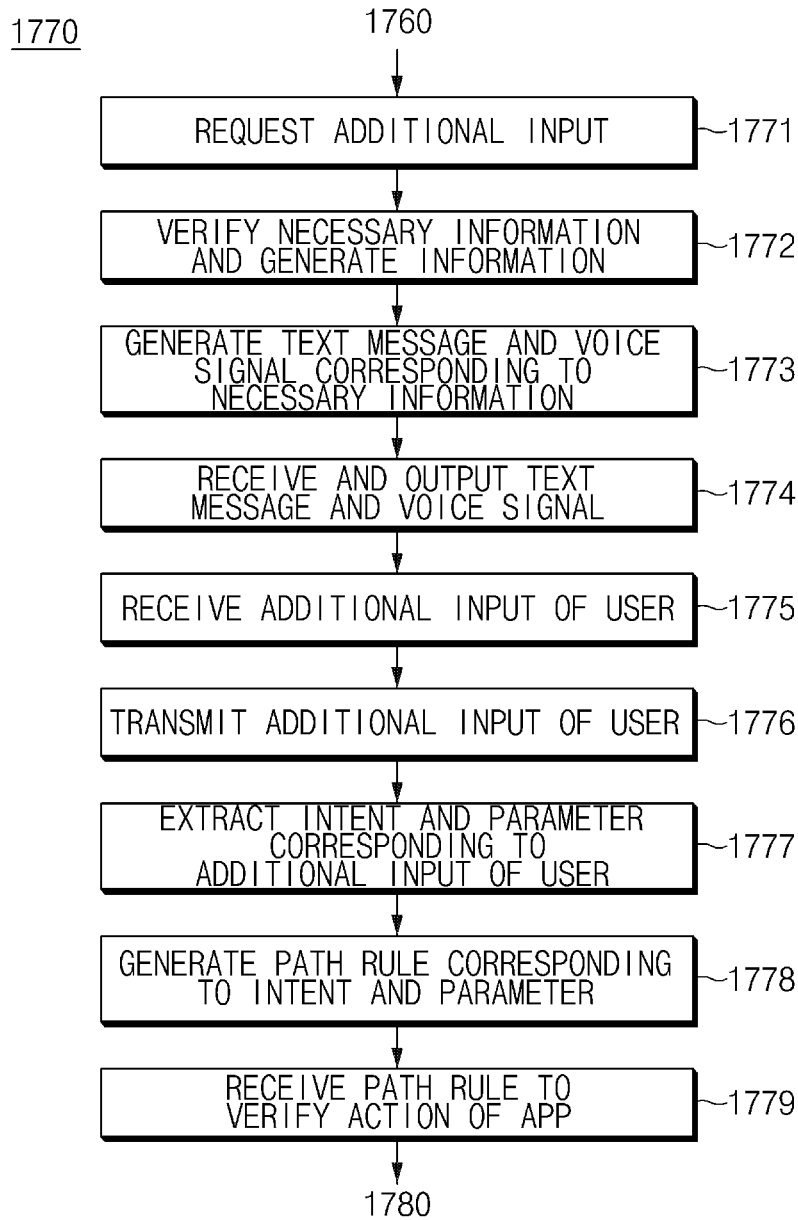 1770
1760
REQUEST ADDITIONAL INPUT
1771
VERIFY NECESSARY INFORMATION
AND GENERATE INFORMATION
1772
GENERATE TEXT MESSAGE AND VOICE
SIGNAL CORRESPONDING TO
NECESSARY INFORMATION
1773
RECEIVE AND OUTPUT TEXT
MESSAGE AND VOICE SIGNAL
1774
RECEIVE ADDITIONAL INPUT OF USER
1775
TRANSMIT ADDITIONAL INPUT OF USER
1776
EXTRACT INTENT AND PARAMETER
CORRESPONDING TO
ADDITIONAL INPUT OF USER
1777
GENERATE PATH RULE CORRESPONDING
TO INTENT AND PARAMETER
1778
RECEIVE PATH RULE TO
VERIFY ACTION OF APP
1779
1780